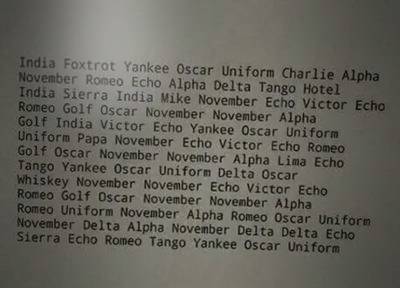 India Foxtrot Yankee Oscar Uniform Charlie Alpha
November Romeo Echo Alpha Delta Tango Hotel
India Sierra India Mike November Echo Victor Echo
Romeo Golf Oscar November November Alpha
Golf India Victor Echo Yankee Oscar Uniform
Uniform Papa November Echo Victor Echo Romeo
Golf Oscar November November Alpha Lima Echo
Tango Yankee Oscar Uniform Delta Oscar
Whiskey November November Echo Victor Echo
Romeo Golf Oscar November November Alpha
Romeo Uniform November Alpha Romeo Oscar Uniform
November Delta Alpha November Delta Delta Echo
Sierra Echo Romeo Tango Yankee Oscar Uniform